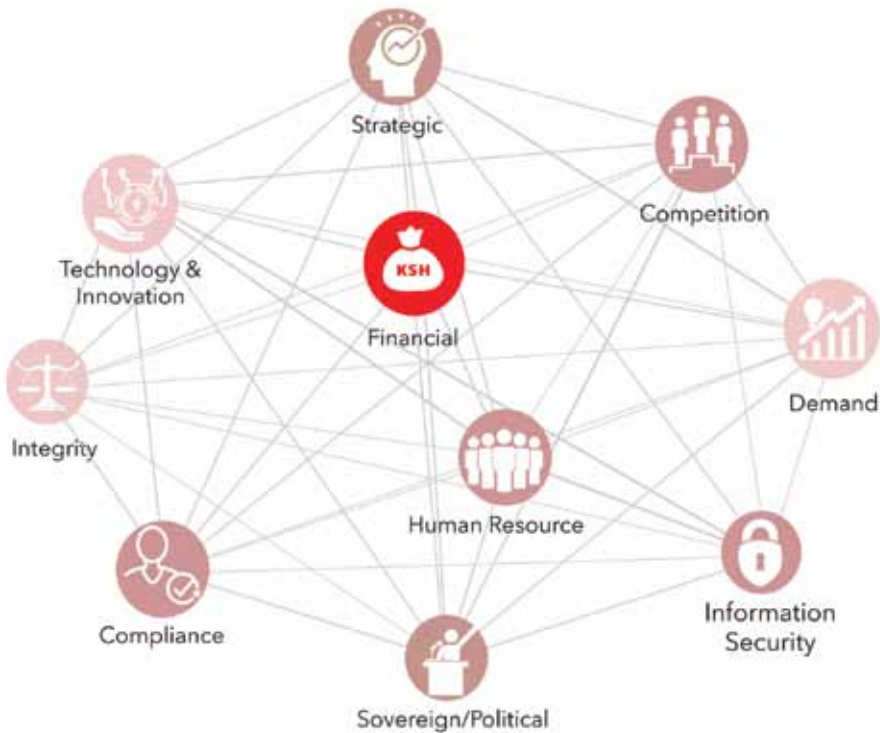 Strategic
Competition
Technology &
Innovation
KSH
Financial
Demand
Integrity
Human Resource
Information
Security
Compliance
Sovereign/Political